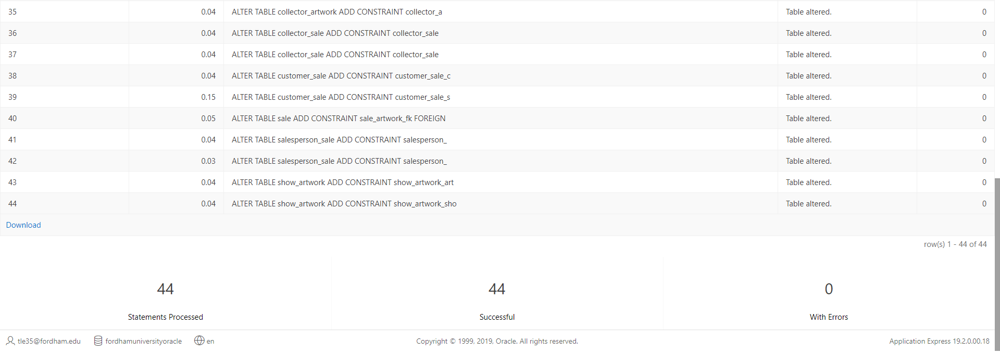 35 0.04 ALTER TABLE collector_artwork ADD CONSTRAINT collector_a Table altered. 0
36 0.04 ALTER TABLE collector_sale ADD CONSTRAINT collector_sale Table altered. 0
37 0.04 ALTER TABLE collector_sale ADD CONSTRAINT collector_sale Table altered. 0
38 0.04 ALTER TABLE customer_sale ADD CONSTRAINT customer_sale_c Table altered. 0
39 0.15 ALTER TABLE customer_sale ADD CONSTRAINT customer_sale_s Table altered. 0
40 0.05 ALTER TABLE sale ADD CONSTRAINT sale_artwork_fk FOREIGN Table altered. 0
41 0.04 ALTER TABLE salesperson_sale ADD CONSTRAINT salesperson_ Table altered. 0
42 0.03 ALTER TABLE salesperson_sale ADD CONSTRAINT salesperson_ Table altered. 0
43 0.04 ALTER TABLE show_artwork ADD CONSTRAINT show_artwork_art Table altered. 0
44 0.04 ALTER TABLE show_artwork ADD CONSTRAINT show_artwork_sho Table altered. 0
Download
row(s) 1 - 44 of 44
44 44 0
Statements Processed Successful With Errors
tle35@fordham.edu fordhamuniversityoracle en Copyright © 1999, 2019, Oracle. All rights reserved. Application Express 19.2.0.00.18